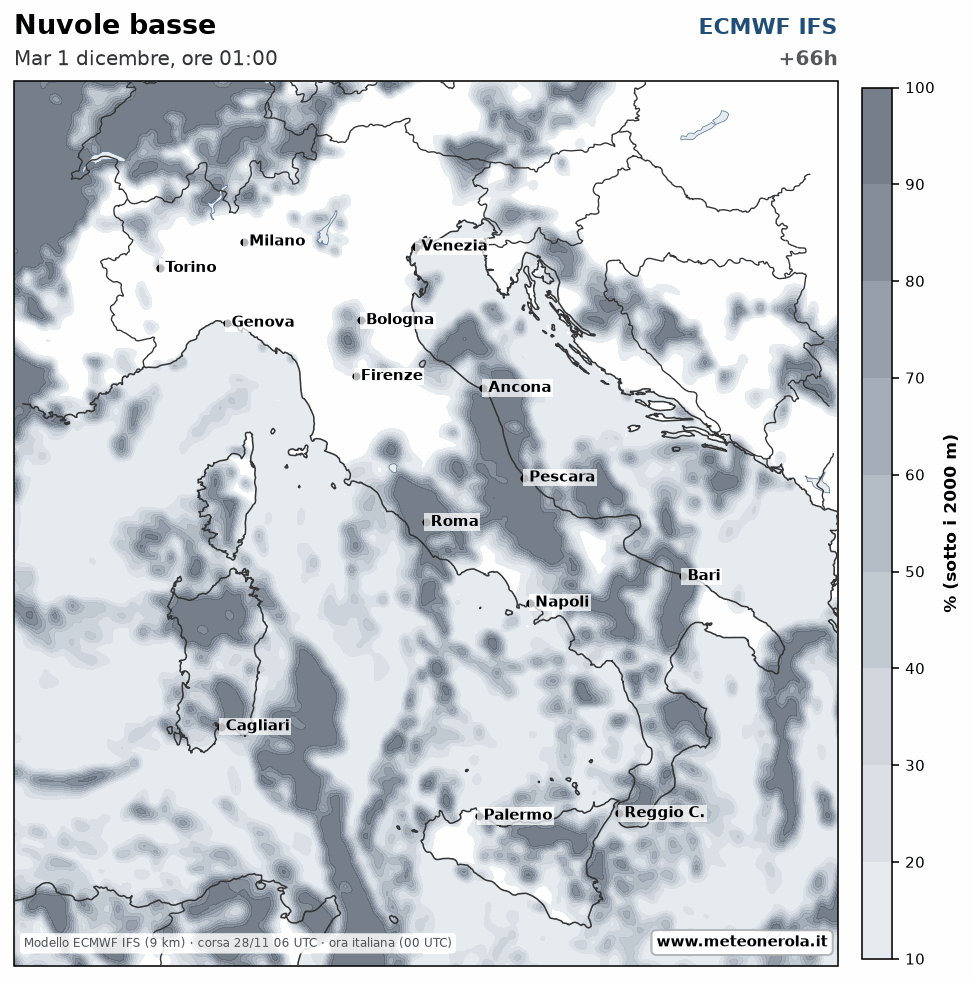 Nuvole basse
ECMWF IFS
Mar 1 dicembre, ore 01:00
+66h
100
90
80
70
60
50
40
30
20
10
% (sotto i 2000 m)
Milano
Venezia
Torino
Genova
Bologna
Firenze
Ancona
Pescara
Roma
Bari
Napoli
Cagliari
Palermo
Reggio C.
Modello ECMWF IFS (9 km) · corsa 28/11 06 UTC · ora italiana (00 UTC)
www.meteonerola.it